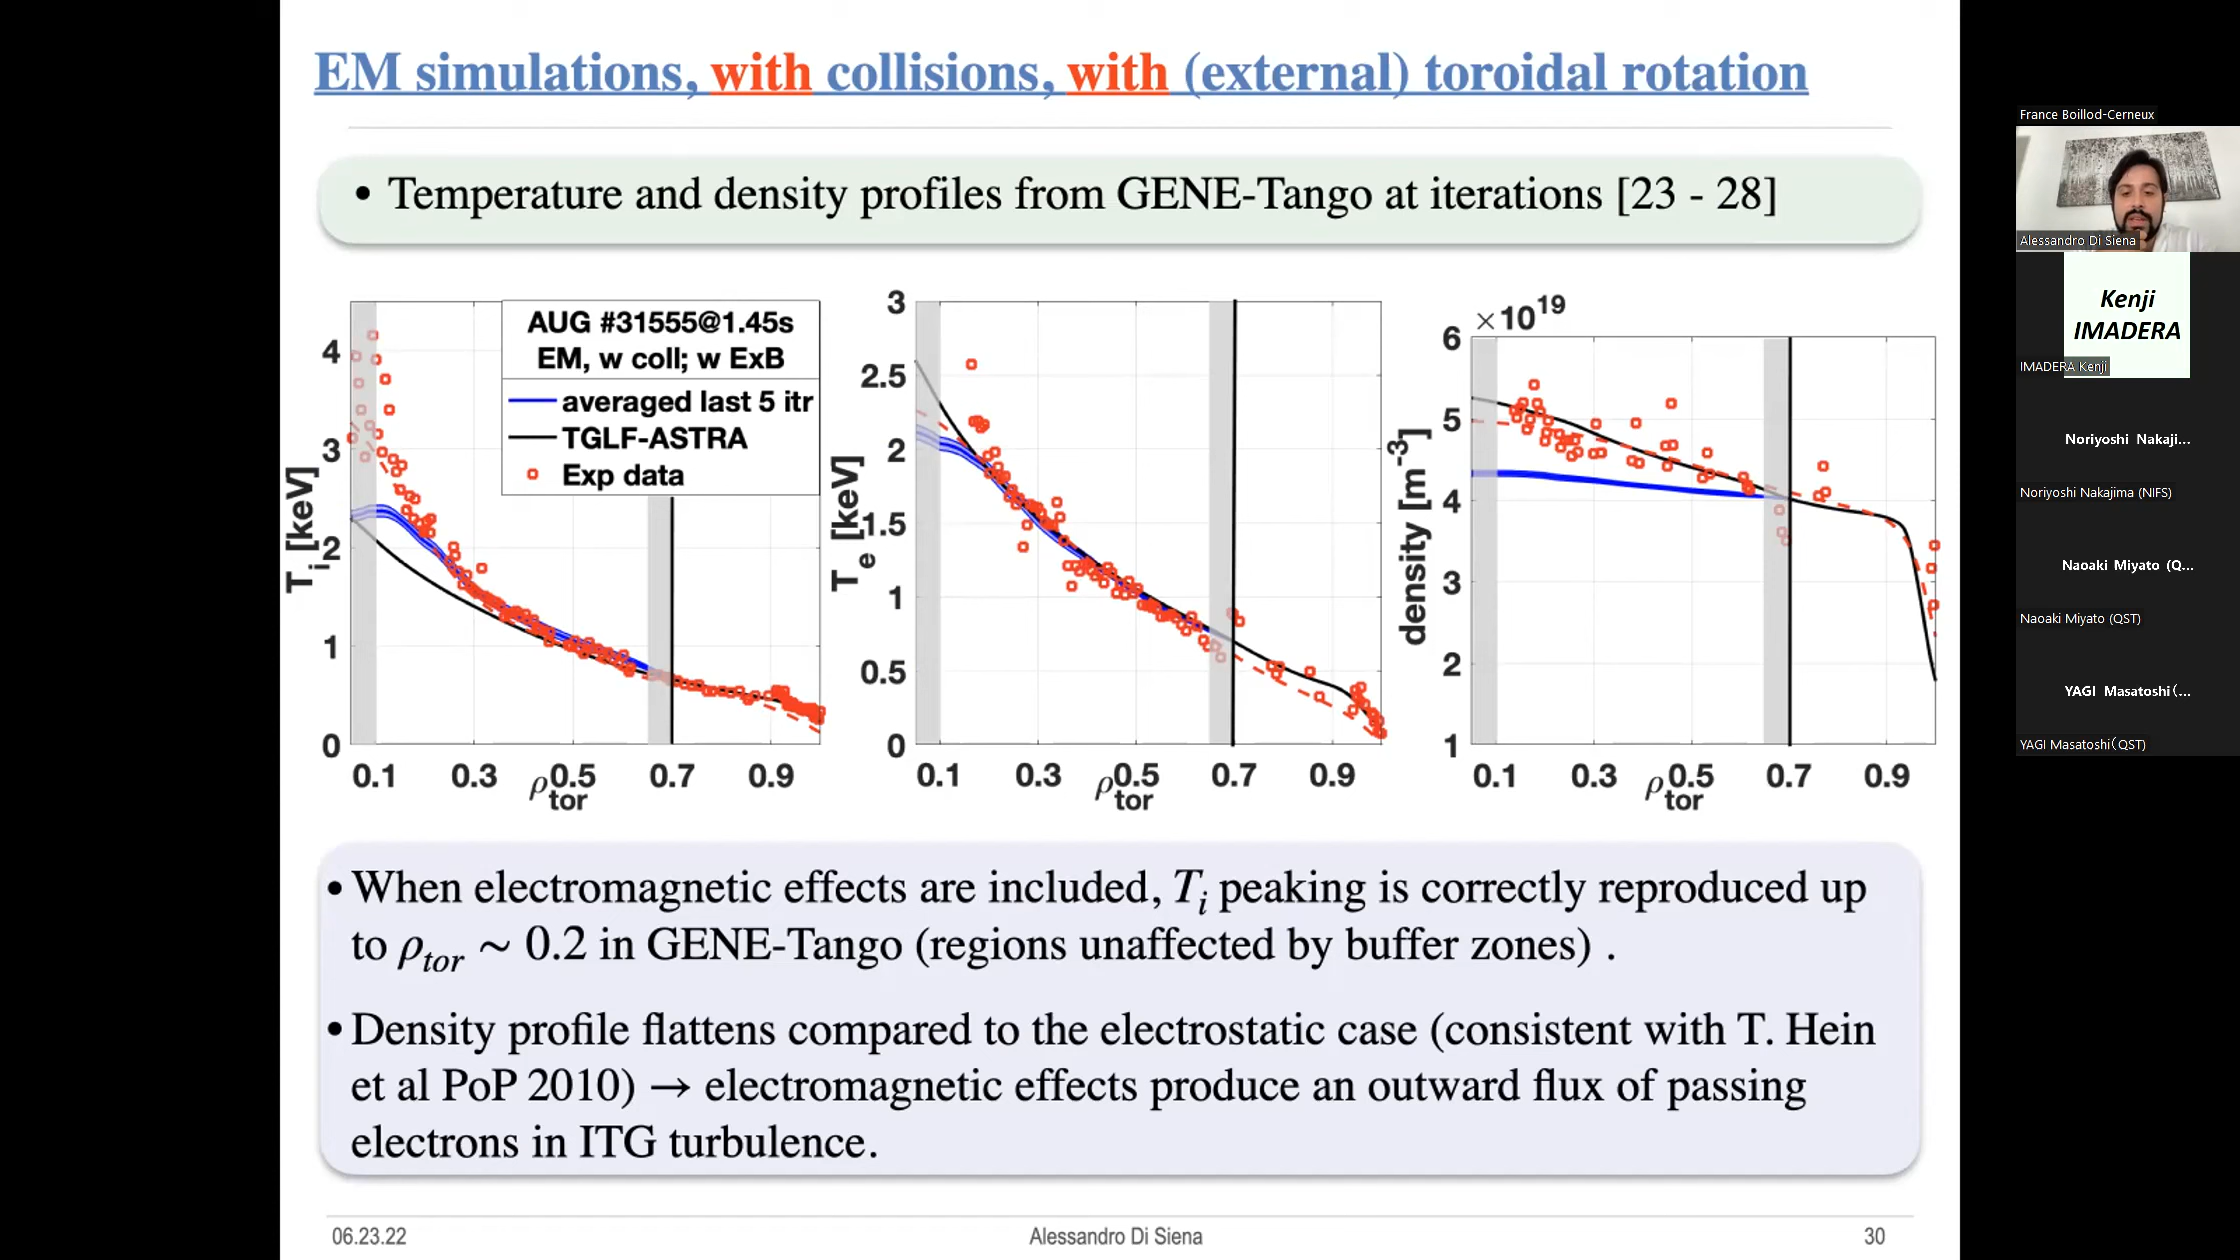 EM simulations, with collisions, with (external) toroidal rotation
• Temperature and density profiles from GENE-Tango at iterations [23 - 28]
AUG #31555@1.45s
EM, w coll; w ExB
averaged last 5 itr
TGLF-ASTRA
Exp data
4
3
2
1
0
T_i [keV]
0.1 0.3 0.5 0.7 0.9
ρ_tor
3
2.5
2
1.5
1
0.5
0
T_e [keV]
0.1 0.3 0.5 0.7 0.9
ρ_tor
×10^19
6
5
4
3
2
1
density [m^-3]
0.1 0.3 0.5 0.7 0.9
ρ_tor
• When electromagnetic effects are included, T_i peaking is correctly reproduced up
to ρ_tor ~ 0.2 in GENE-Tango (regions unaffected by buffer zones) .
• Density profile flattens compared to the electrostatic case (consistent with T. Hein
et al PoP 2010) → electromagnetic effects produce an outward flux of passing
electrons in ITG turbulence.
06.23.22
Alessandro Di Siena
30
France Boillod-Cerneux
Alessandro Di Siena
Kenji
IMADERA
IMADERA Kenji
Noriyoshi Nakaji...
Noriyoshi Nakajima (NIFS)
Naoaki Miyato (Q...
Naoaki Miyato (QST)
YAGI Masatoshi(...
YAGI Masatoshi(QST)